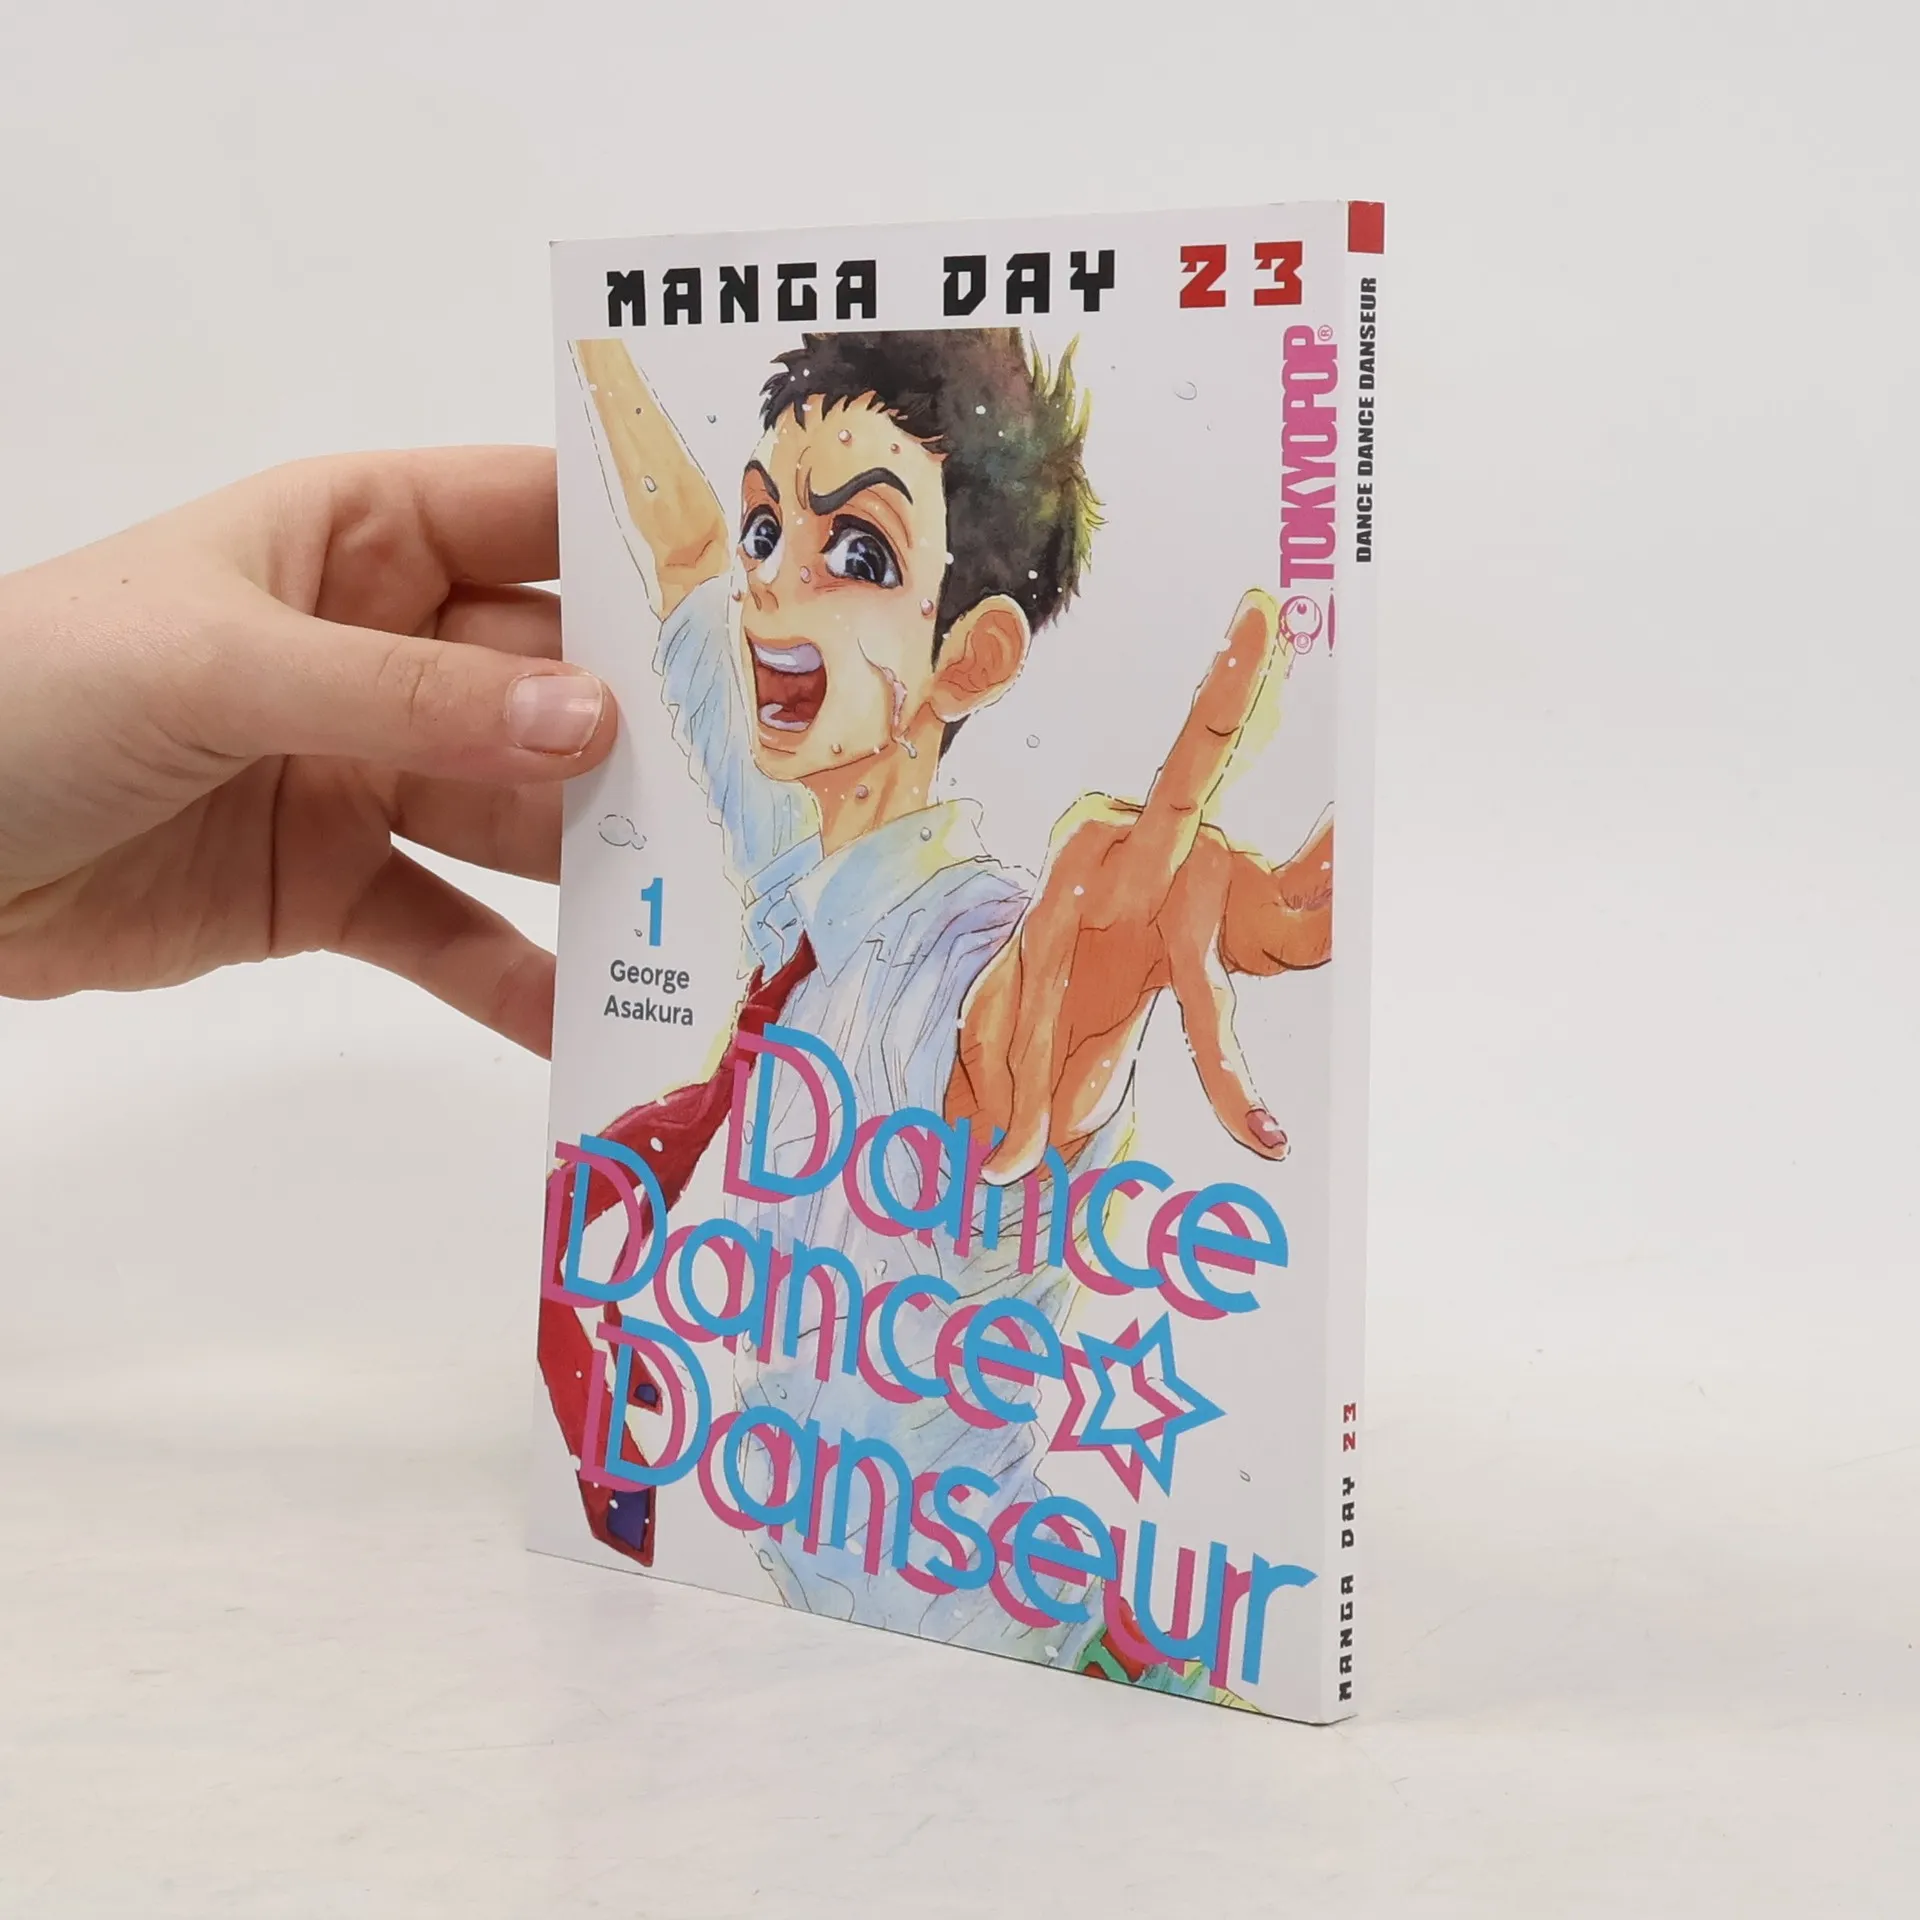 MANGA DAY 23
TOKYOPOP®
1
George
Asakura
Dance
Dance☆
Danseur
DANCE DANCE DANSEUR
MANGA DAY 23